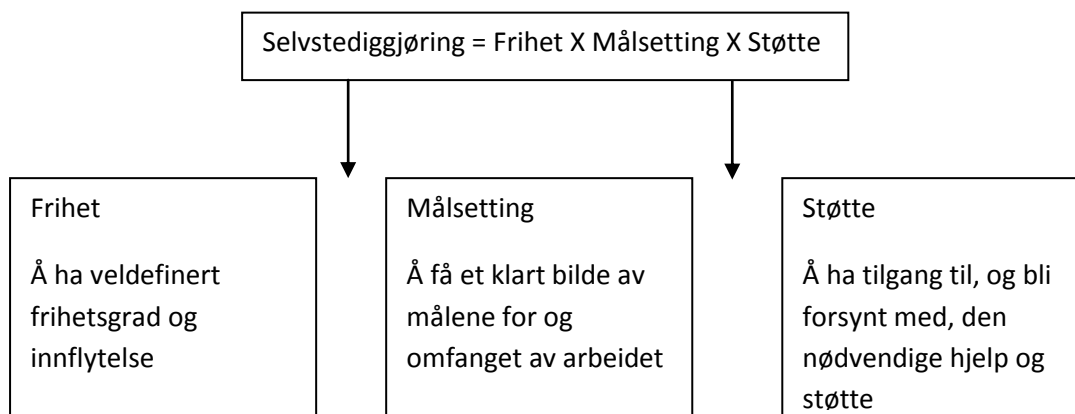 Selvstediggjøring = Frihet X Målsetting X Støtte
Frihet
Å ha veldefinert
frihetsgrad og
innflytelse
Målsetting
Å få et klart bilde av
målene for og
omfanget av arbeidet
Støtte
Å ha tilgang til, og bli
forsynt med, den
nødvendige hjelp og
støtte